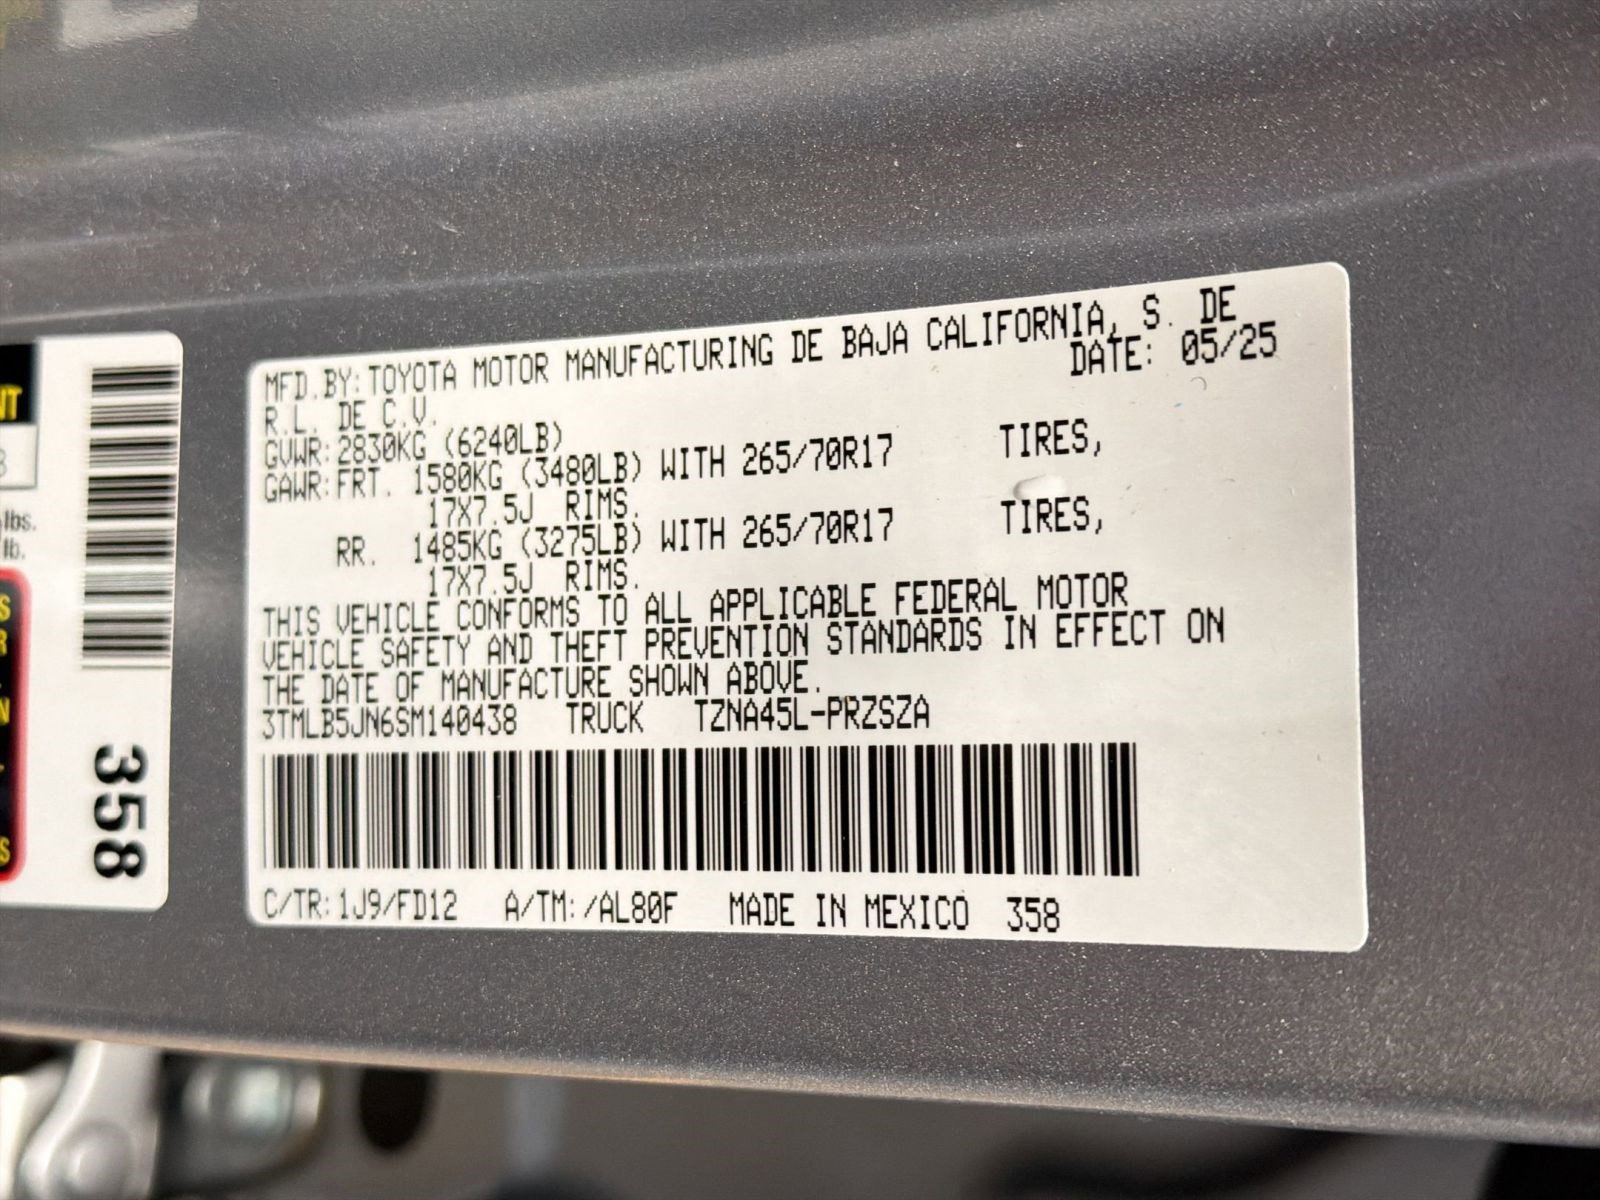 MFD.BY:TOYOTA MOTOR MANUFACTURING DE BAJA CALIFORNIA, S. DE
R.L. DE C.V. DATE: 05/25
GVWR:2830KG (6240LB)
GAWR:FRT. 1580KG (3480LB) WITH 265/70R17 TIRES,
17X7.5J RIMS.
RR. 1485KG (3275LB) WITH 265/70R17 TIRES,
17X7.5J RIMS.
THIS VEHICLE CONFORMS TO ALL APPLICABLE FEDERAL MOTOR
VEHICLE SAFETY AND THEFT PREVENTION STANDARDS IN EFFECT ON
THE DATE OF MANUFACTURE SHOWN ABOVE.
3TMLB5JN6SM140438 TRUCK TZNA45L-PRZSZA
C/TR:1J9/FD12 A/TM:/AL80F MADE IN MEXICO 358
358
lbs.
lb.